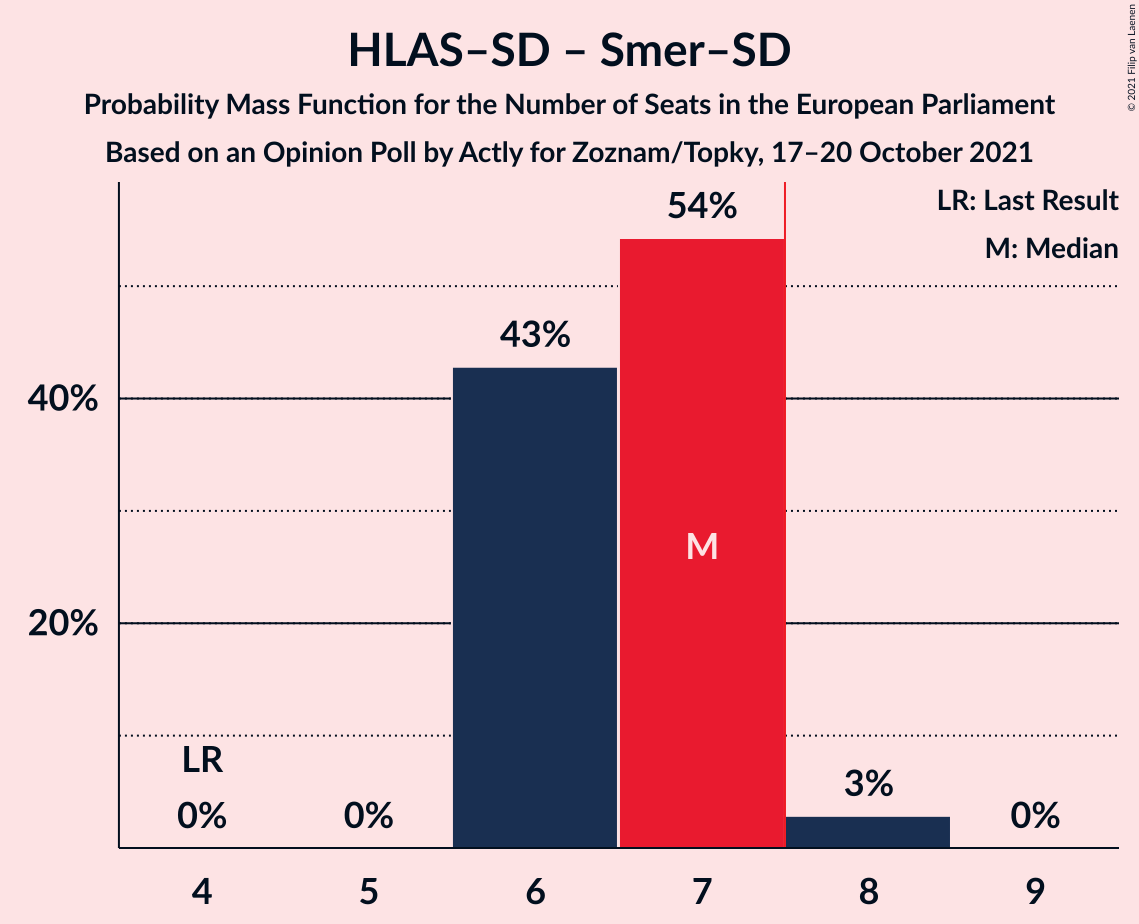 HLAS–SD – Smer–SD
Probability Mass Function for the Number of Seats in the European Parliament
Based on an Opinion Poll by Actly for Zoznam/Topky, 17–20 October 2021
© 2021 Filip van Laenen
LR: Last Result
M: Median
54%
43%
40%
M
20%
LR
0%
0%
3%
0%
4
5
6
7
8
9